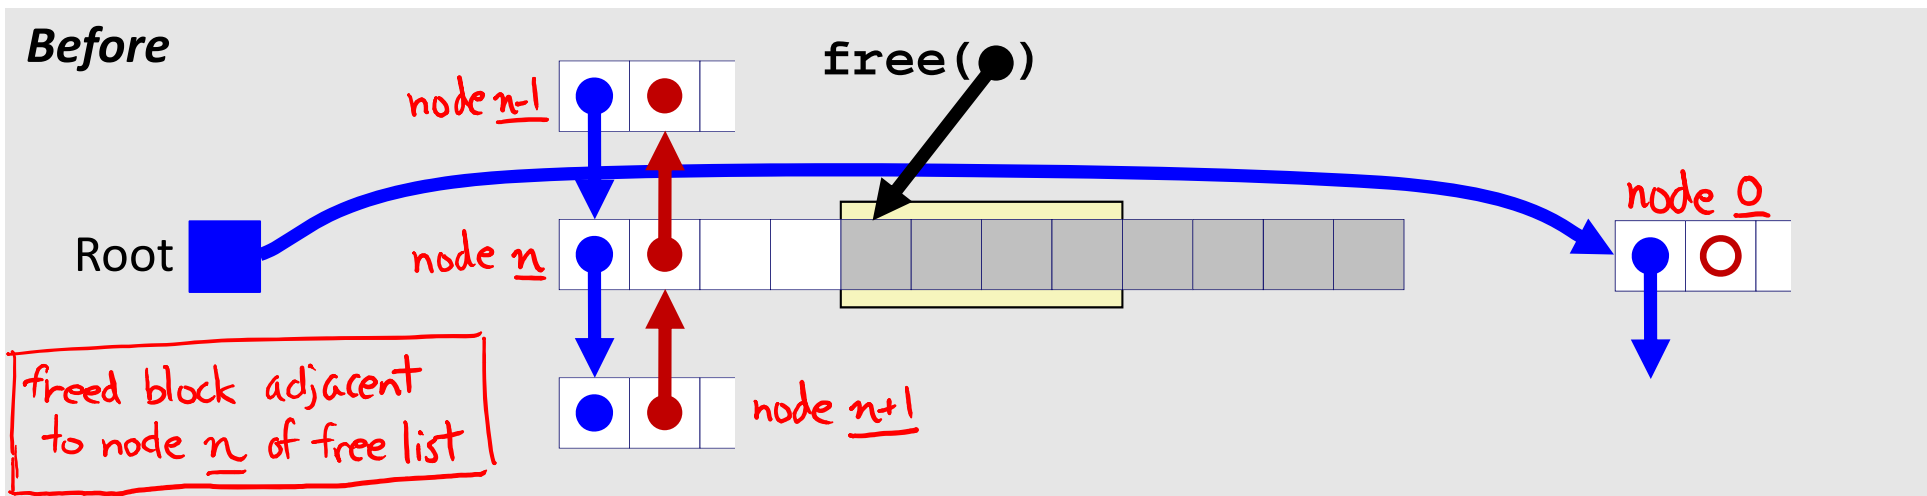 Before
free( )
node n-1
node 0
Root
node n
freed block adjacent
to node n of free list
node n+1